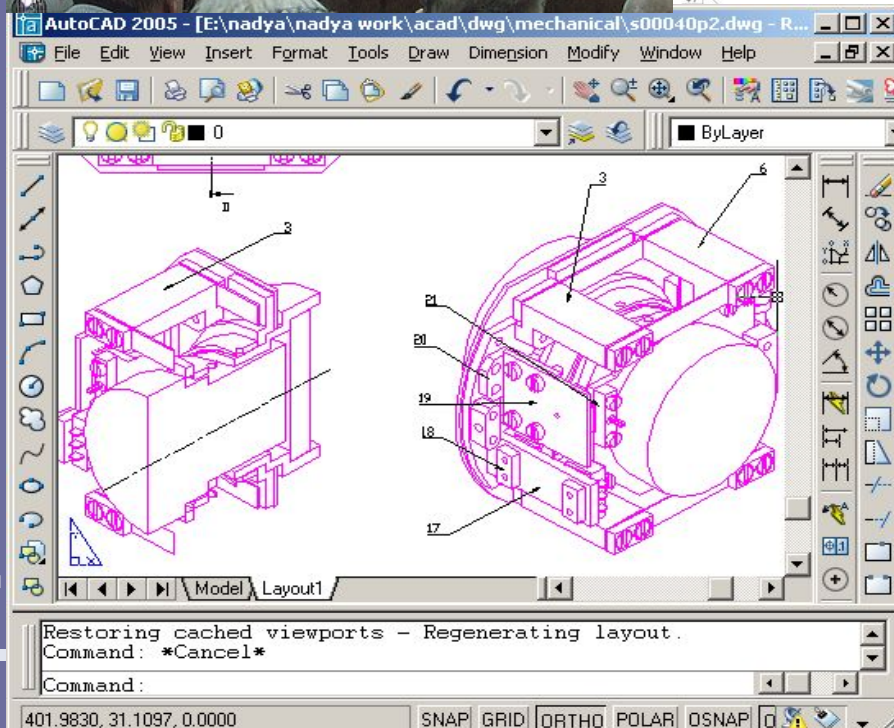 AutoCAD 2005 - [E:\nadya\nadya work\acad\dwg\mechanical\s00040p2.dwg - R...
File Edit View Insert Format Tools Draw Dimension Modify Window Help
0
ByLayer
D
3
3
6
21
20
19
18
17
Model
Layout1
Restoring cached viewports - Regenerating layout.
Command: *Cancel*
Command:
401.9830, 31.1097, 0.0000
SNAP GRID ORTHO POLAR OSNAP